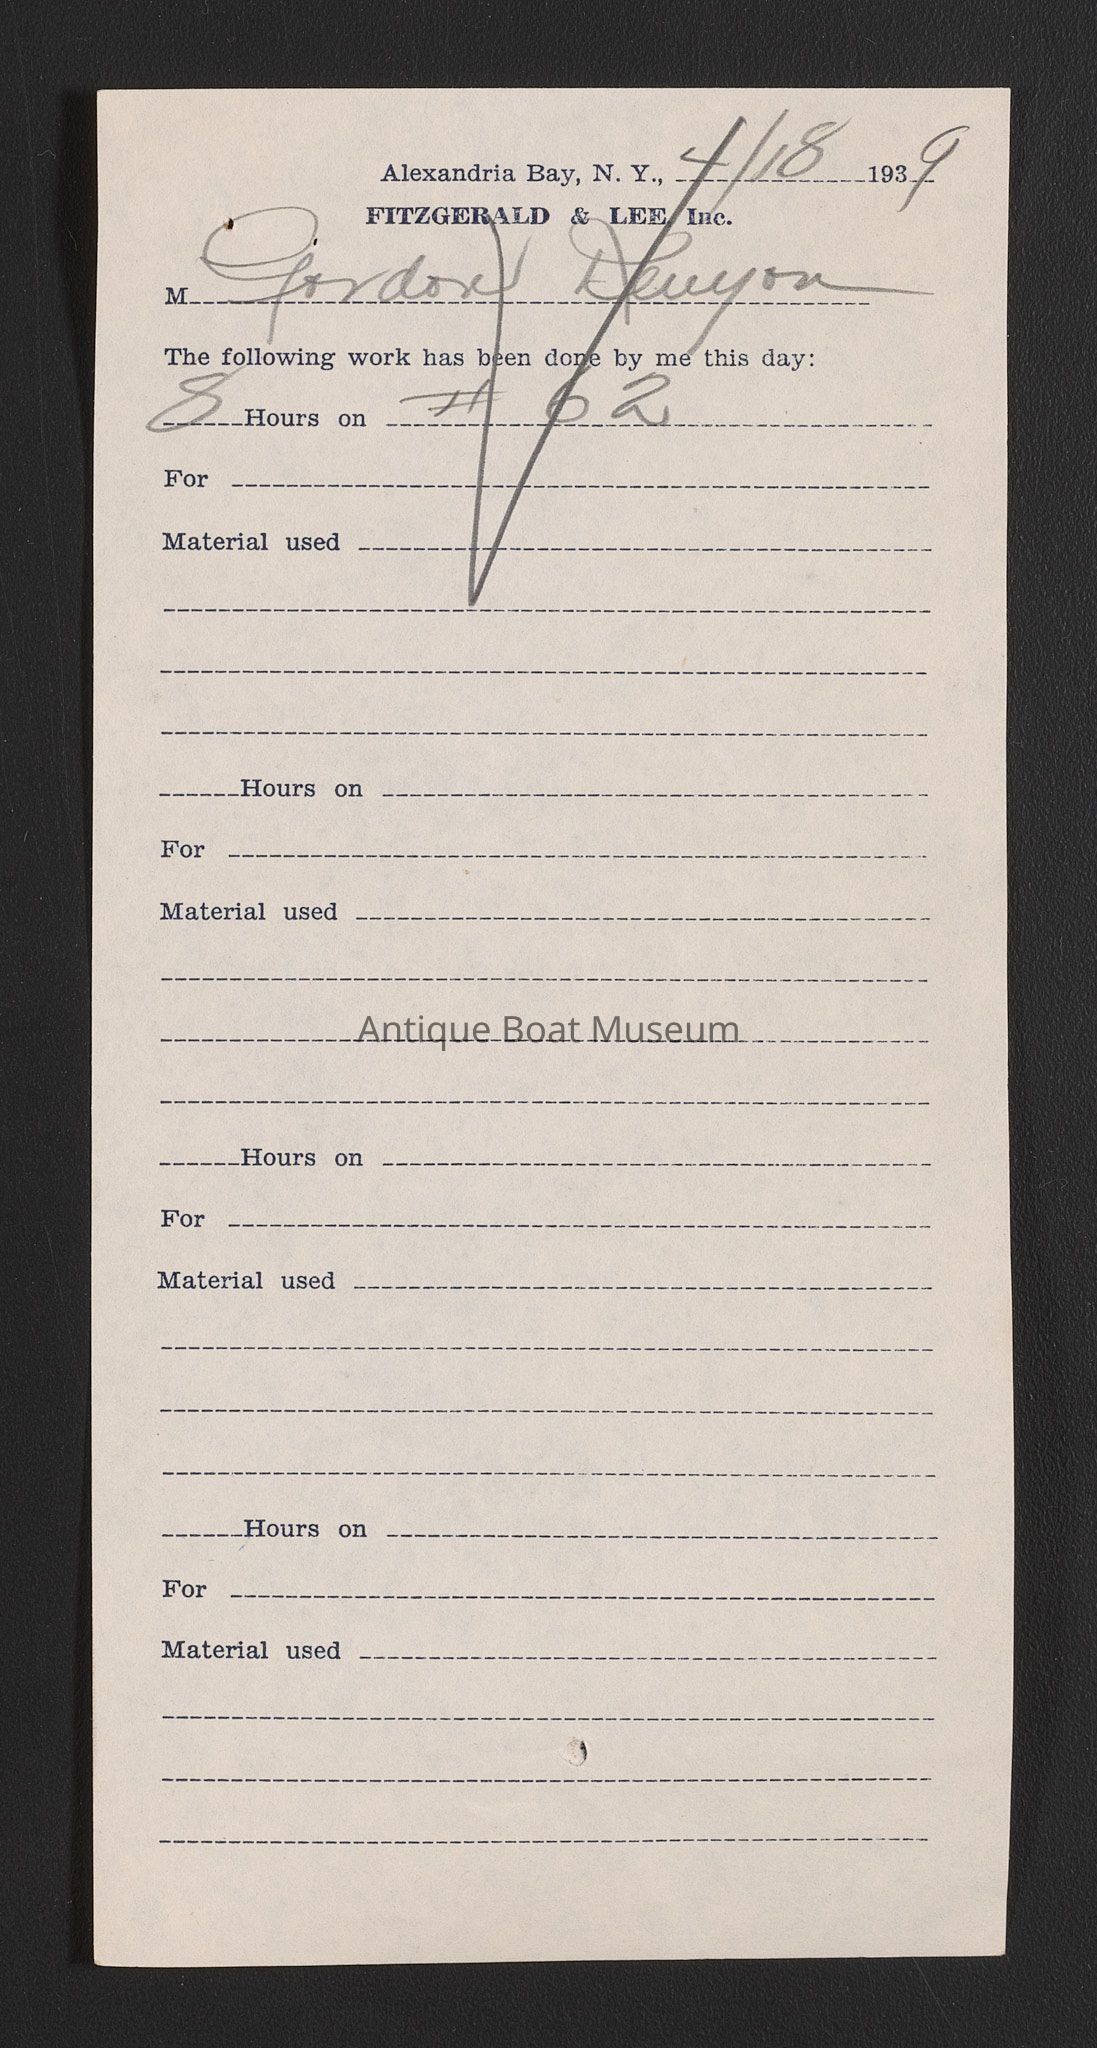 Alexandria Bay, N. Y., 4/18 1939
FITZGERALD & LEE, Inc.
M Gordon Kenyon
The following work has been done by me this day:
8 Hours on # 62
For
Material used
Hours on
For
Material used
Antique Boat Museum
Hours on
For
Material used
Hours on
For
Material used